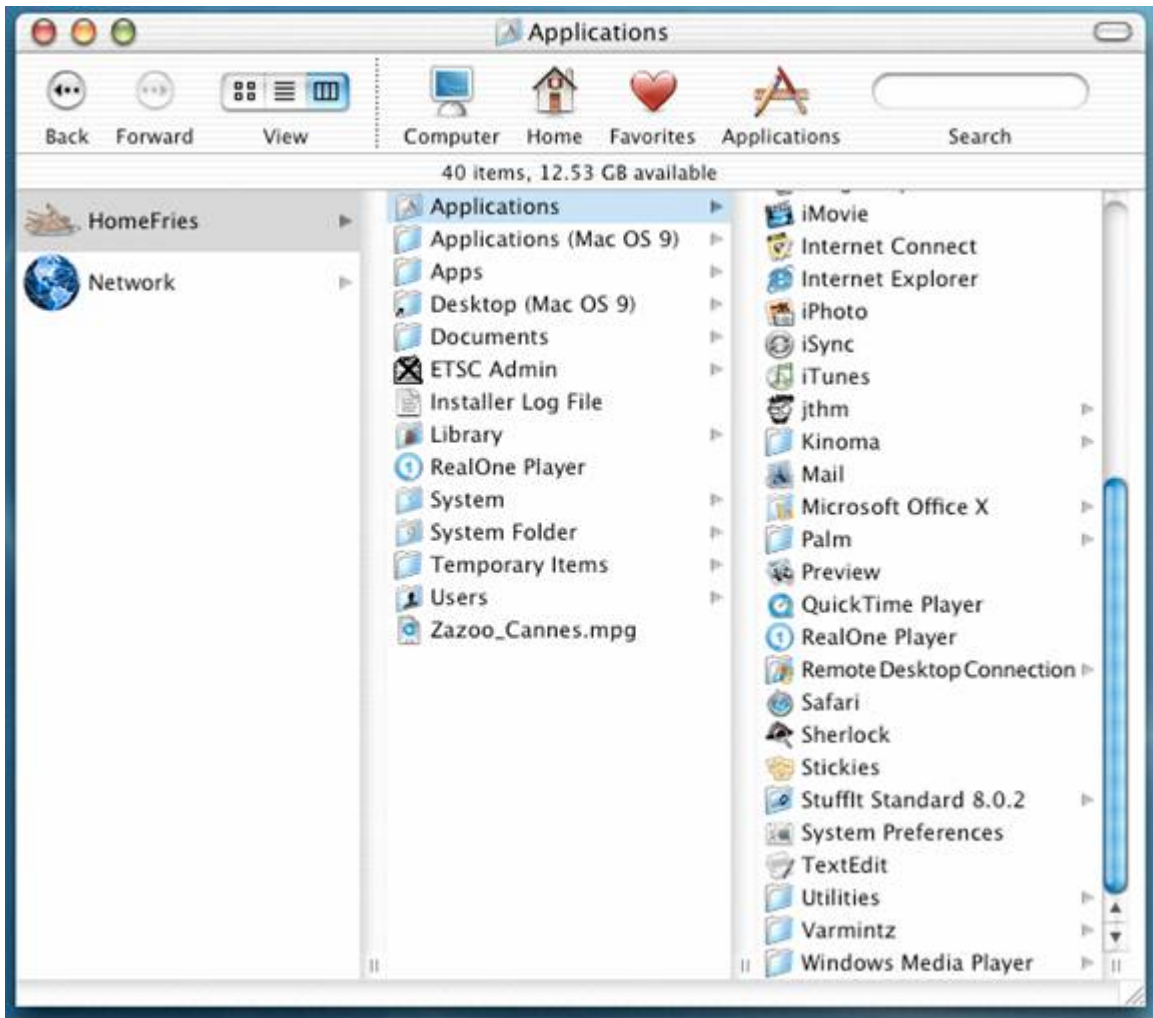 Applications
Back Forward View Computer Home Favorites Applications Search
40 items, 12.53 GB available
HomeFries
Network
Applications
Applications (Mac OS 9)
Apps
Desktop (Mac OS 9)
Documents
ETSC Admin
Installer Log File
Library
RealOne Player
System
System Folder
Temporary Items
Users
Zazoo_Cannes.mpg
iMovie
Internet Connect
Internet Explorer
iPhoto
iSync
iTunes
jthm
Kinoma
Mail
Microsoft Office X
Palm
Preview
QuickTime Player
RealOne Player
Remote Desktop Connection
Safari
Sherlock
Stickies
StuffIt Standard 8.0.2
System Preferences
TextEdit
Utilities
Varmintz
Windows Media Player